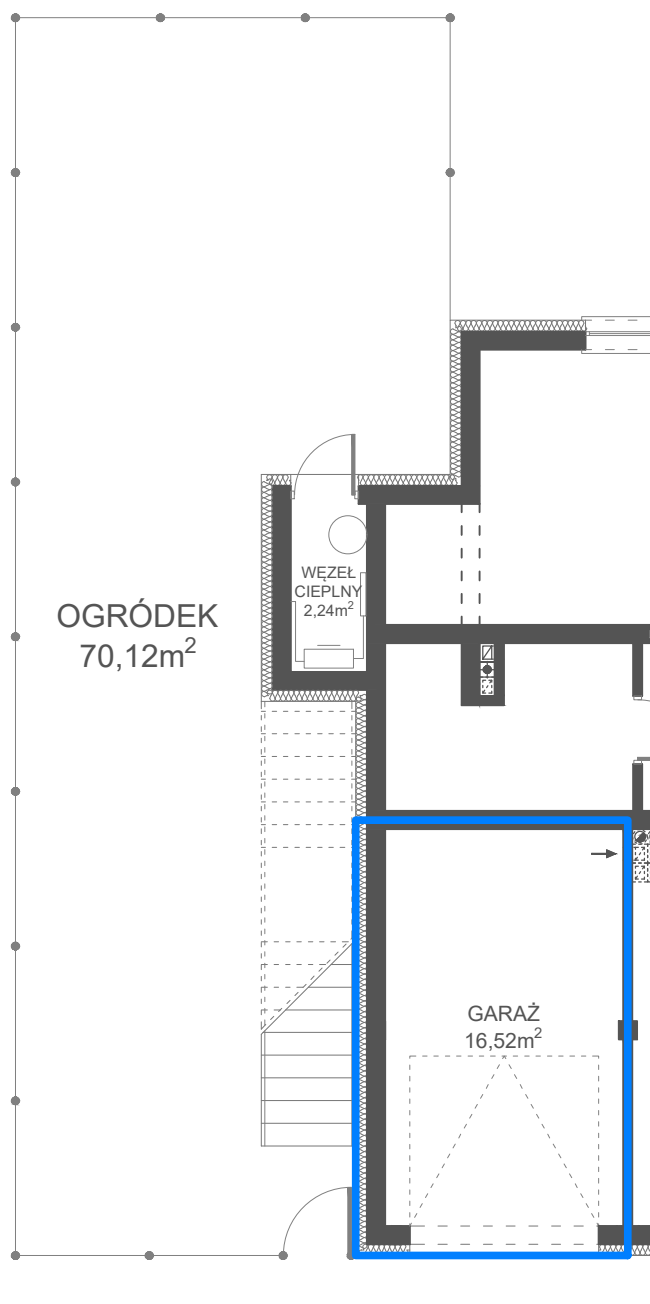 WĘZEŁ
CIEPLNY
2,24m²
OGRÓDEK
70,12m²
GARAŻ
16,52m²